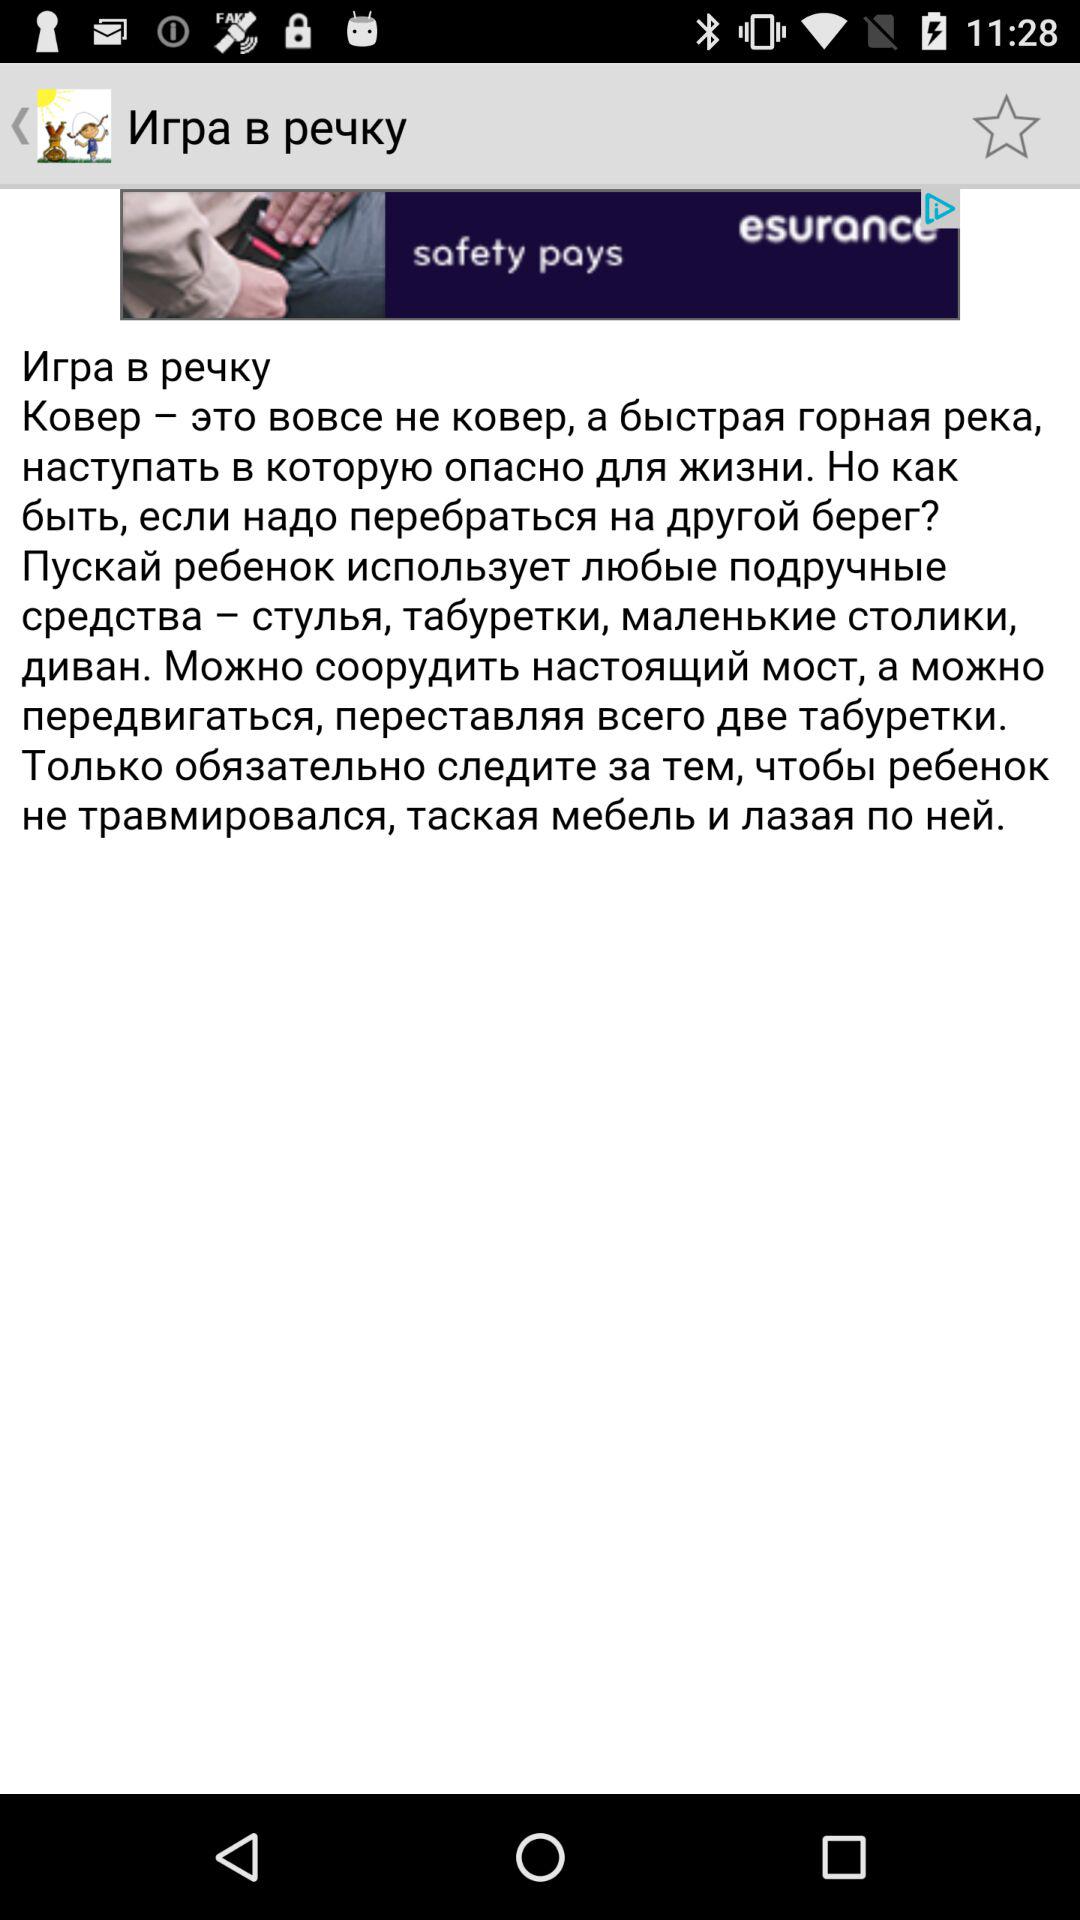 FAKE
11:28
Игра в речку
safety pays
esurance
Игра в речку
Ковер – это вовсе не ковер, а быстрая горная река,
наступать в которую опасно для жизни. Но как
быть, если надо перебраться на другой берег?
Пускай ребенок использует любые подручные
средства – стулья, табуретки, маленькие столики,
диван. Можно соорудить настоящий мост, а можно
передвигаться, переставляя всего две табуретки.
Только обязательно следите за тем, чтобы ребенок
не травмировался, таская мебель и лазая по ней.